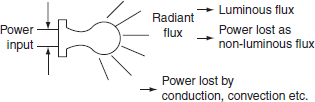 Power
input
Radiant
flux
Luminous flux
Power lost as
non-luminous flux
Power lost by
conduction, convection etc.